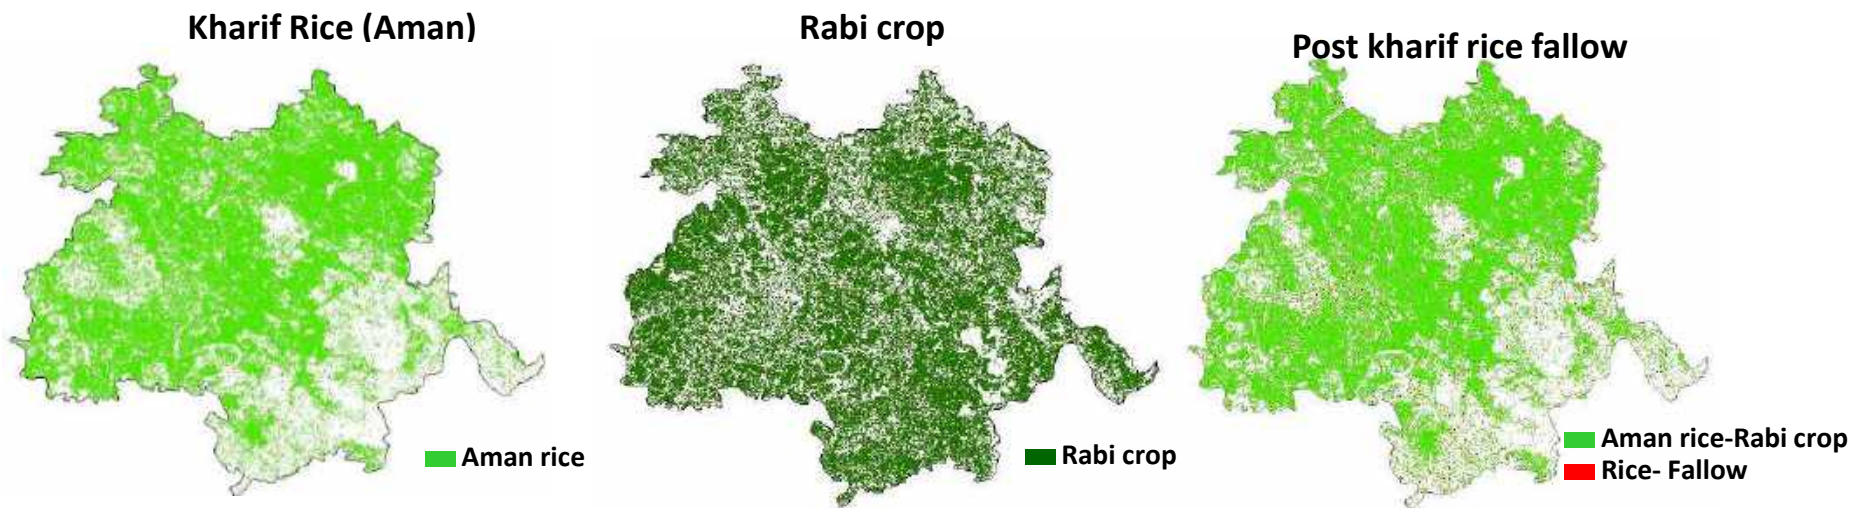 Kharif Rice (Aman)
Rabi crop
Post kharif rice fallow
Aman rice
Rabi crop
Aman rice-Rabi crop
Rice- Fallow